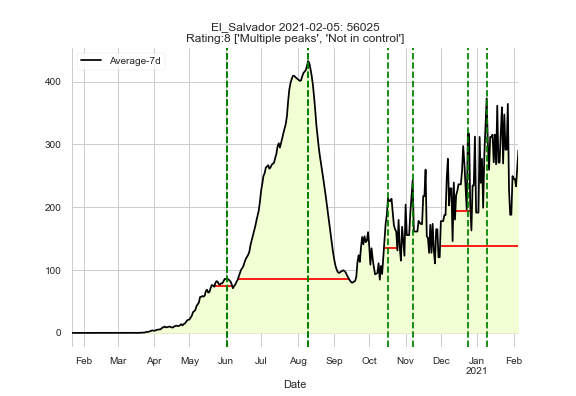 El_Salvador 2021-02-05: 56025
Rating:8 ['Multiple peaks', 'Not in control']
Average-7d
400
300
200
100
0
Feb Mar Apr May Jun Jul Aug Sep Oct Nov Dec Jan Feb
2021
Date